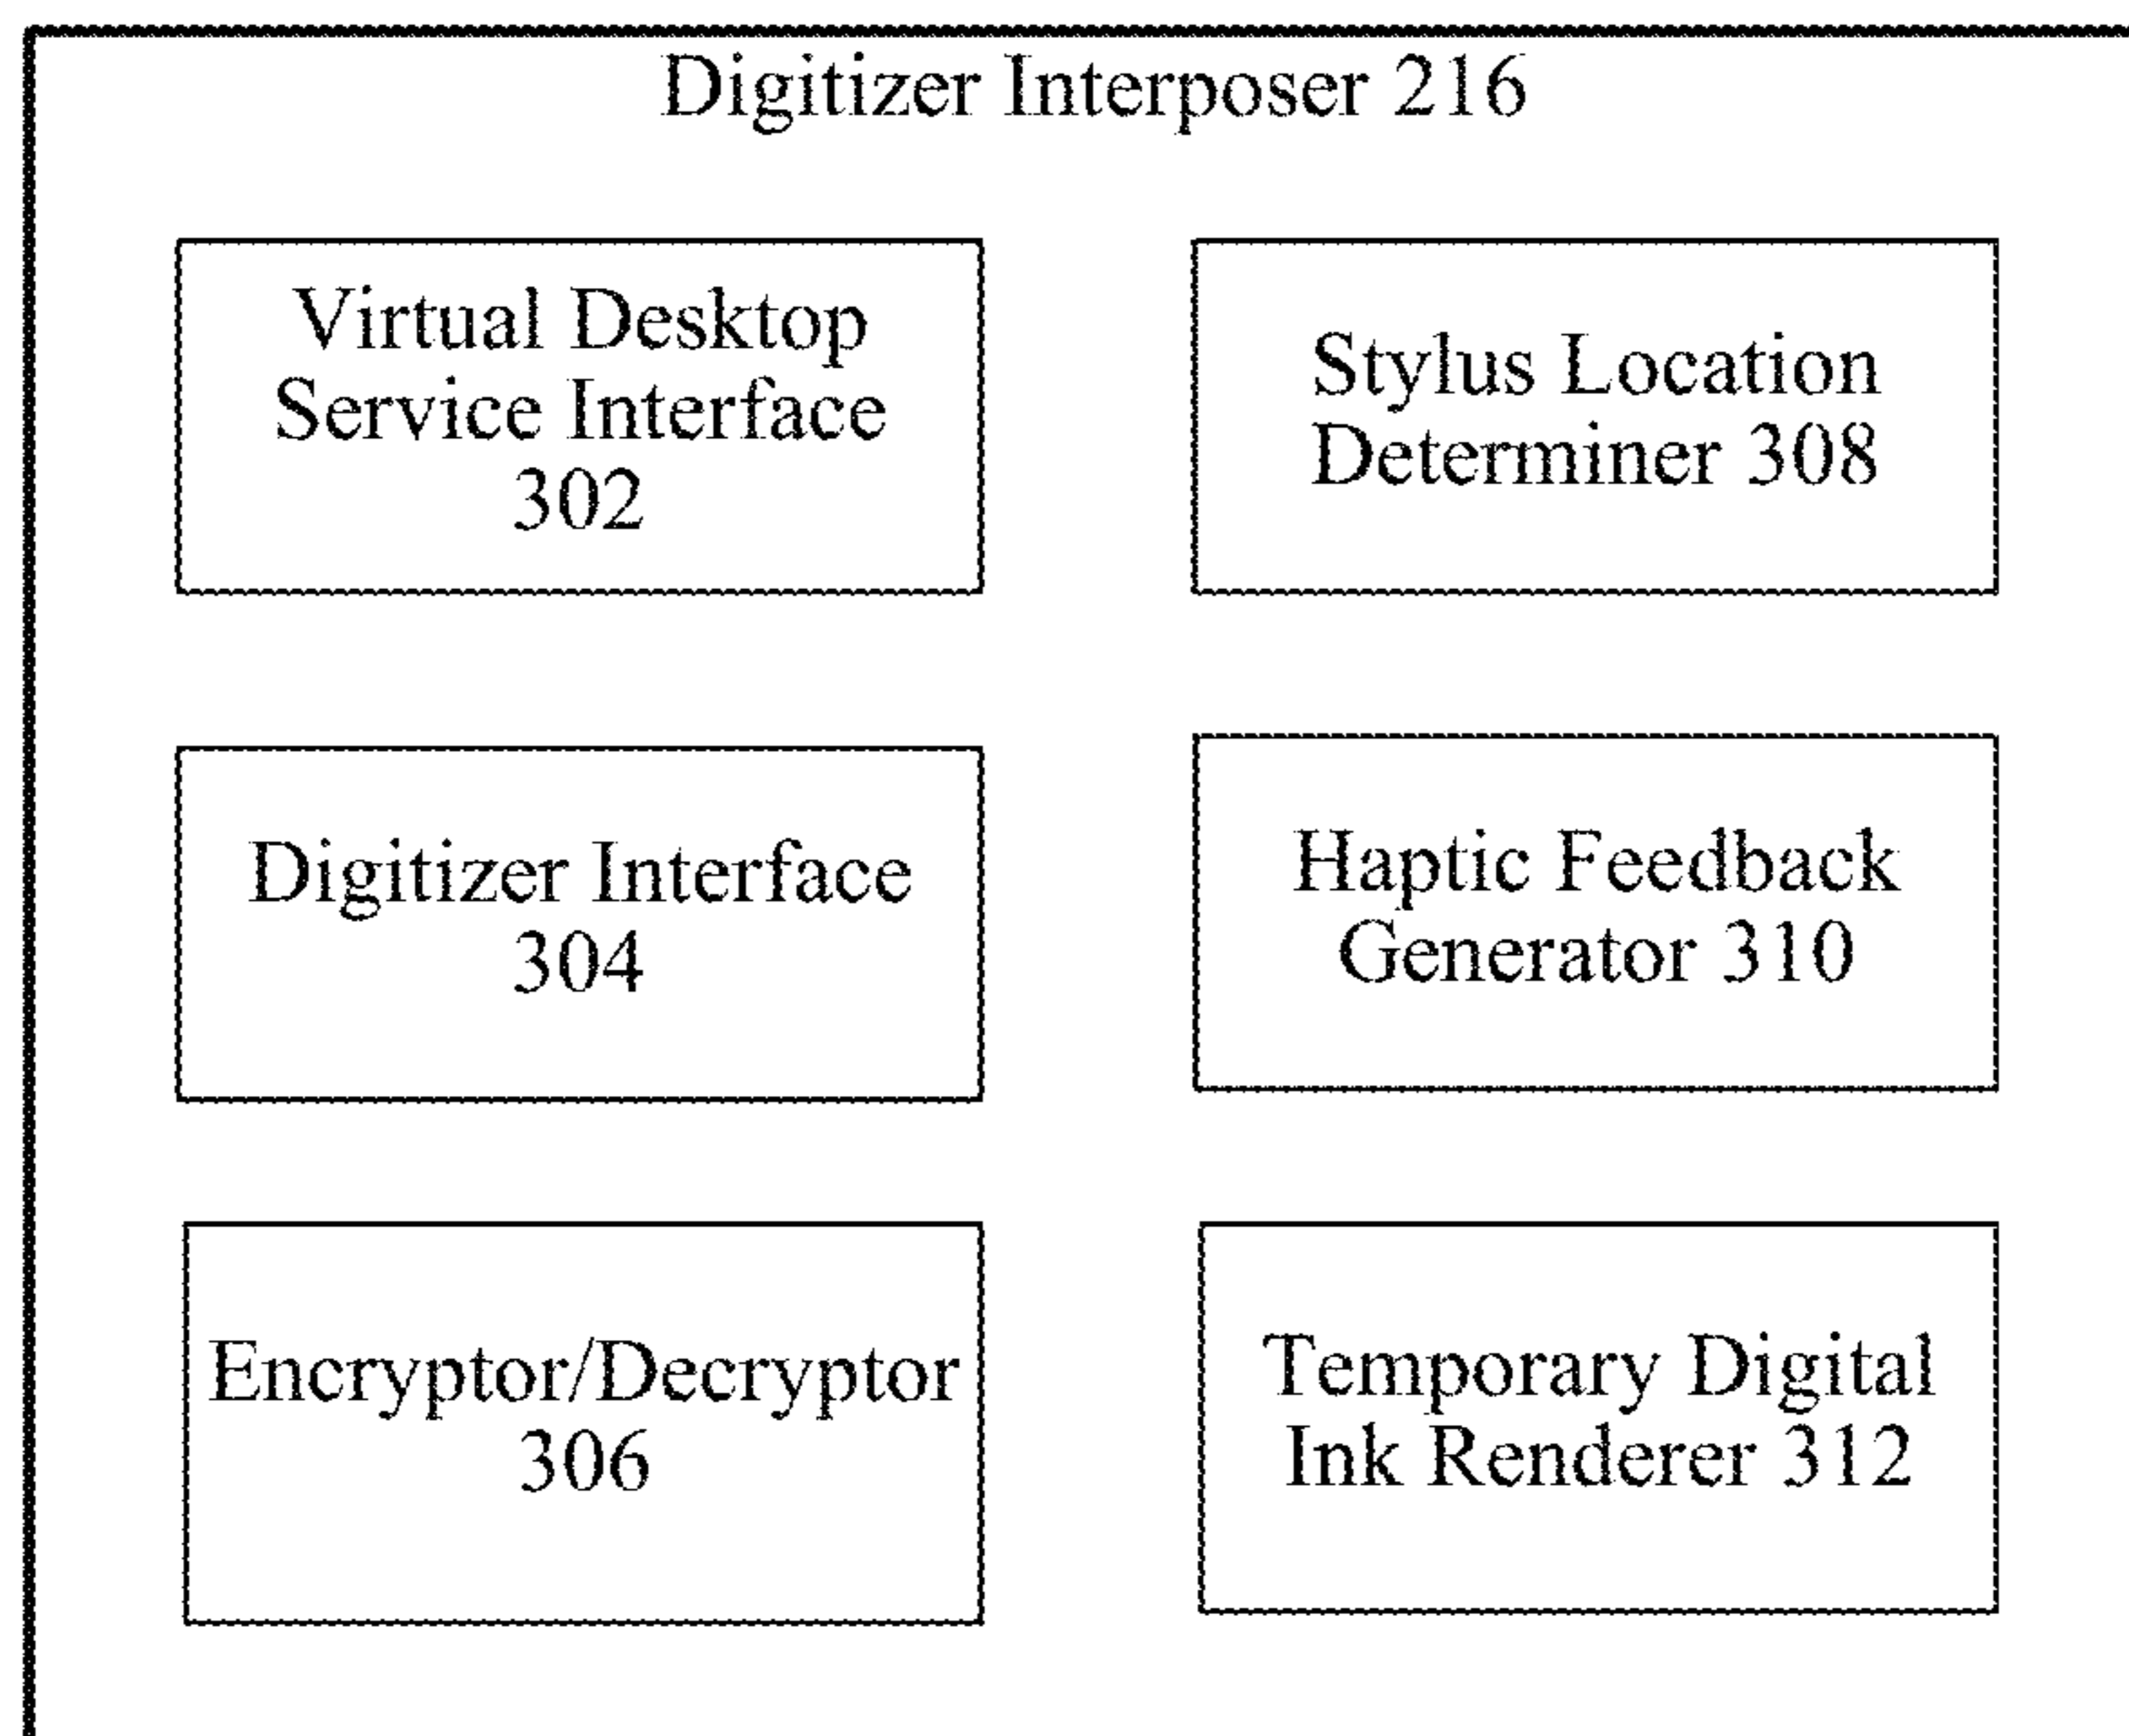 Digitizer Interposer 216
Virtual Desktop
Service Interface
302
Stylus Location
Determiner 308
Digitizer Interface
304
Haptic Feedback
Generator 310
Encryptor/Decryptor
306
Temporary Digital
Ink Renderer 312